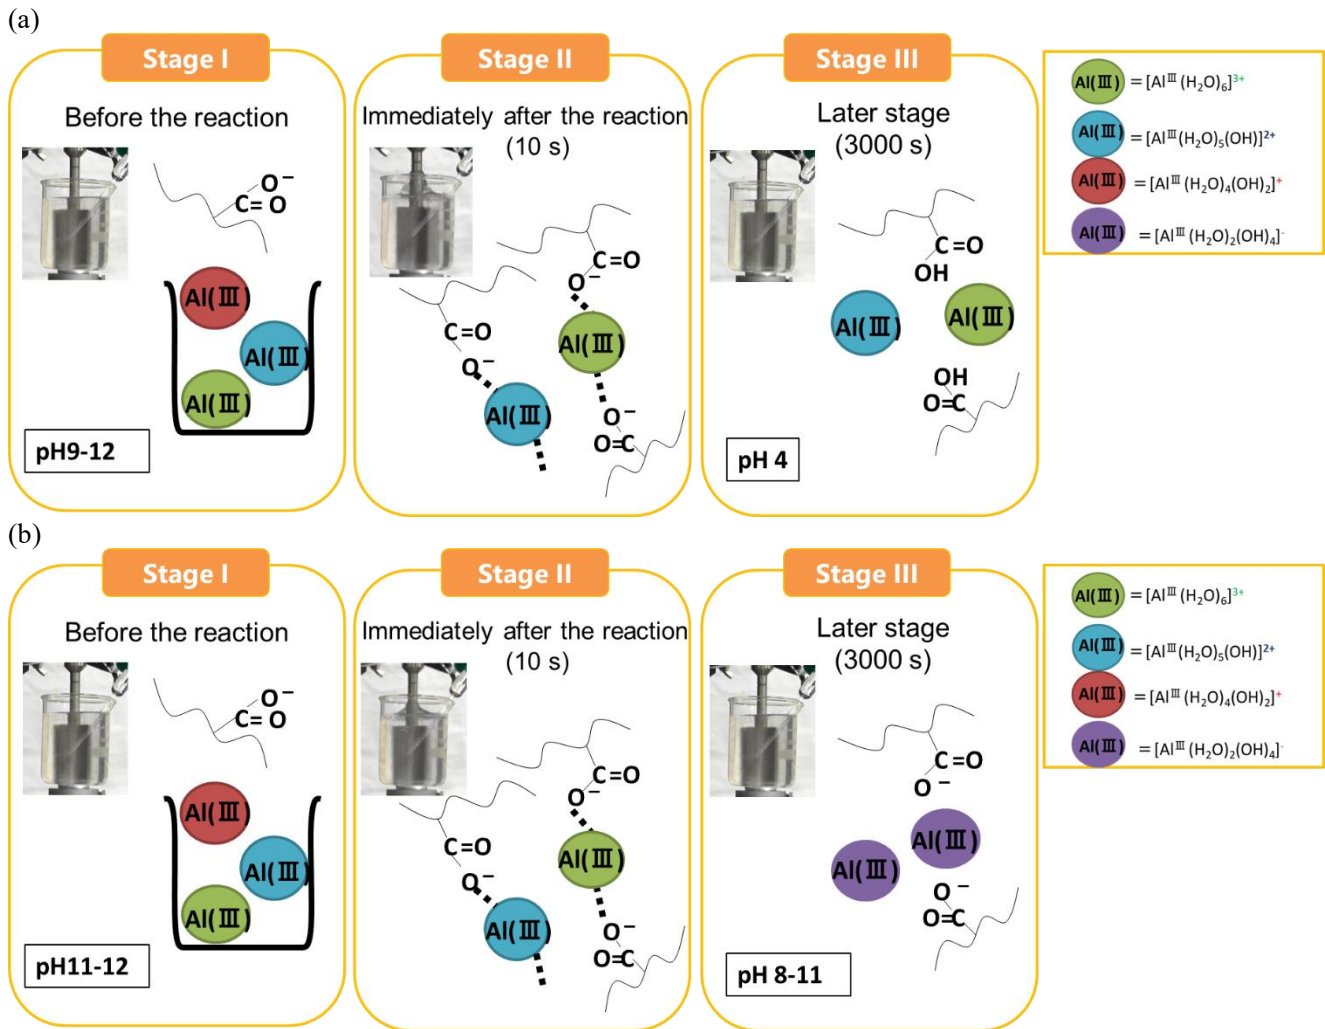 (a)
Stage I
Before the reaction
O⁻
C= O
Al(Ⅲ)
Al(Ⅲ)
Al(Ⅲ)
pH9-12
Stage II
Immediately after the reaction
(10 s)
C=O
O⁻
C=O
Al(Ⅲ)
O⁻
Al(Ⅲ)
O⁻
O=C
Stage III
Later stage
(3000 s)
C=O
OH
Al(Ⅲ)
Al(Ⅲ)
OH
O=C
pH 4
Al(Ⅲ) = [Al^Ⅲ(H₂O)₆]³⁺
Al(Ⅲ) = [Al^Ⅲ(H₂O)₅(OH)]²⁺
Al(Ⅲ) = [Al^Ⅲ(H₂O)₄(OH)₂]⁺
Al(Ⅲ) = [Al^Ⅲ(H₂O)₂(OH)₄]⁻
(b)
Stage I
Before the reaction
O⁻
C= O
Al(Ⅲ)
Al(Ⅲ)
Al(Ⅲ)
pH11-12
Stage II
Immediately after the reaction
(10 s)
C=O
O⁻
C=O
Al(Ⅲ)
O⁻
Al(Ⅲ)
O⁻
O=C
Stage III
Later stage
(3000 s)
C=O
O⁻
Al(Ⅲ)
Al(Ⅲ)
O⁻
O=C
pH 8-11
Al(Ⅲ) = [Al^Ⅲ(H₂O)₆]³⁺
Al(Ⅲ) = [Al^Ⅲ(H₂O)₅(OH)]²⁺
Al(Ⅲ) = [Al^Ⅲ(H₂O)₄(OH)₂]⁺
Al(Ⅲ) = [Al^Ⅲ(H₂O)₂(OH)₄]⁻